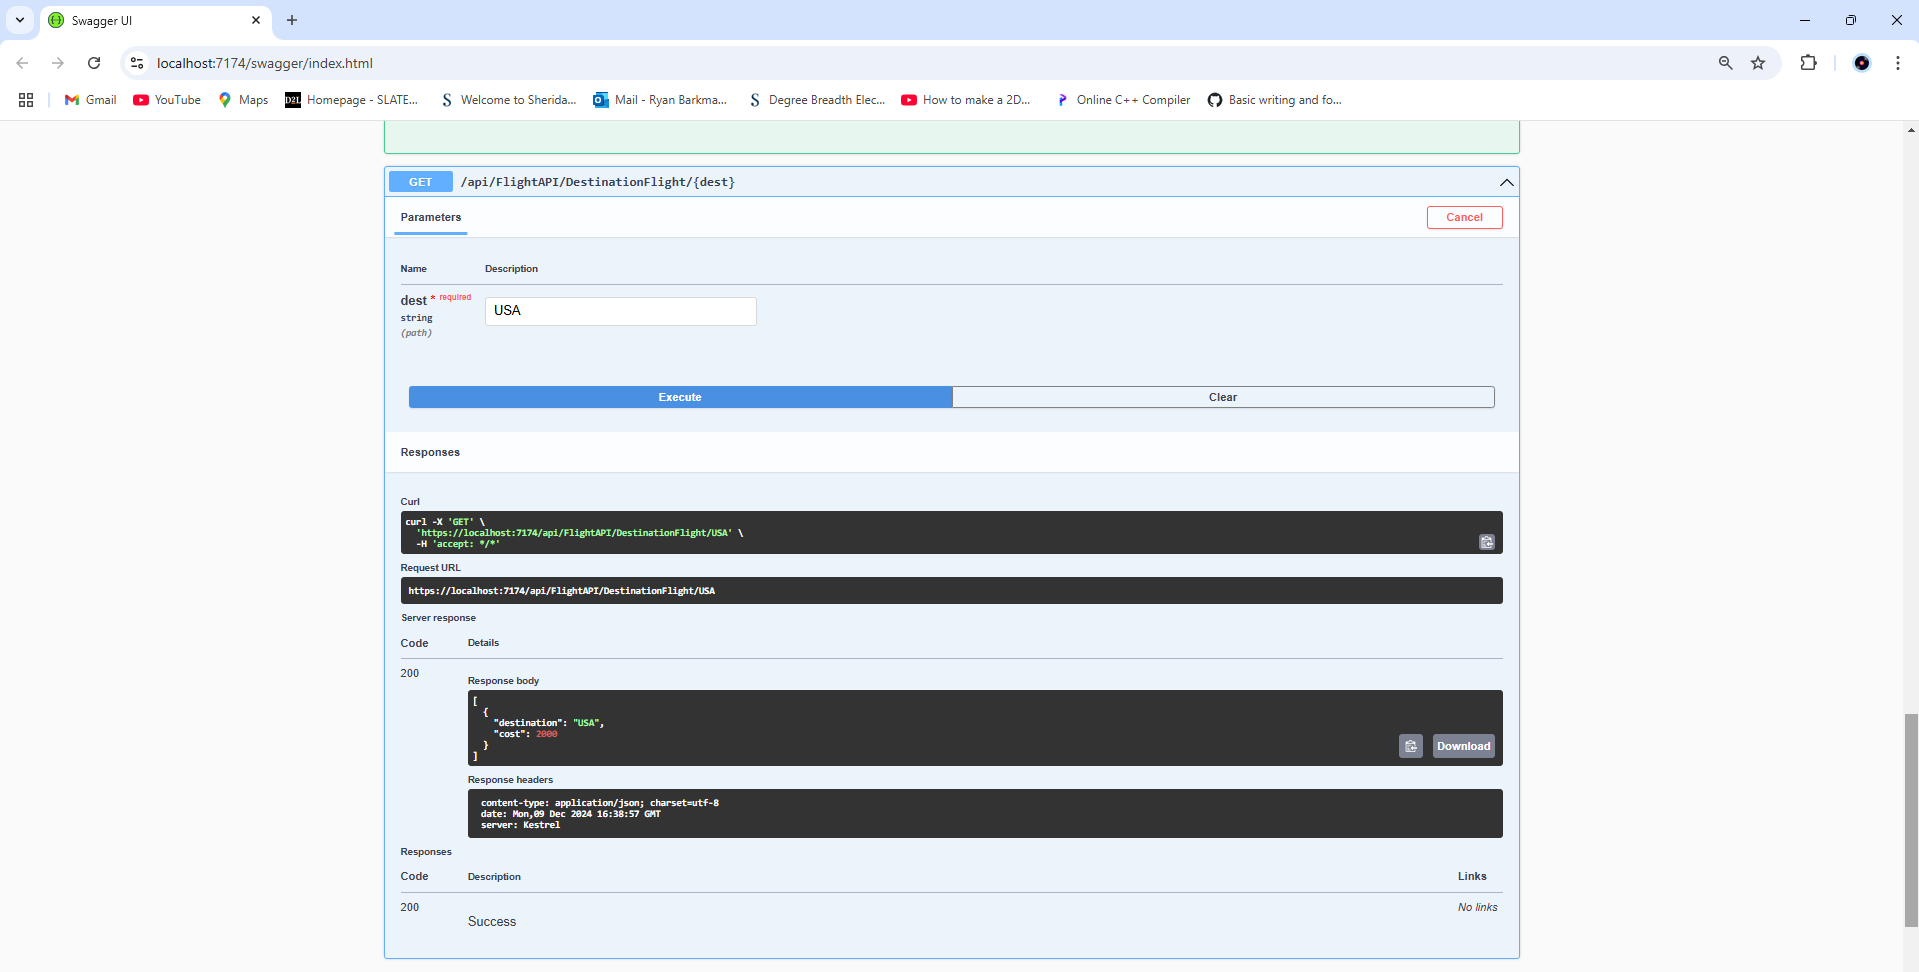 Swagger UI
localhost:7174/swagger/index.html
Gmail YouTube Maps D2L Homepage - SLATE... Welcome to Sherida... Mail - Ryan Barkma... Degree Breadth Elec... How to make a 2D... Online C++ Compiler Basic writing and fo...
GET /api/FlightAPI/DestinationFlight/{dest}
Parameters Cancel
Name Description
dest * required USA
string
(path)
Execute Clear
Responses
Curl
curl -X 'GET' \
'https://localhost:7174/api/FlightAPI/DestinationFlight/USA' \
-H 'accept: */*'
Request URL
https://localhost:7174/api/FlightAPI/DestinationFlight/USA
Server response
Code Details
200
Response body
[
{
"destination": "USA",
"cost": 2000
}
]
Download
Response headers
content-type: application/json; charset=utf-8
date: Mon,09 Dec 2024 16:38:57 GMT
server: Kestrel
Responses
Code Description Links
200 No links
Success